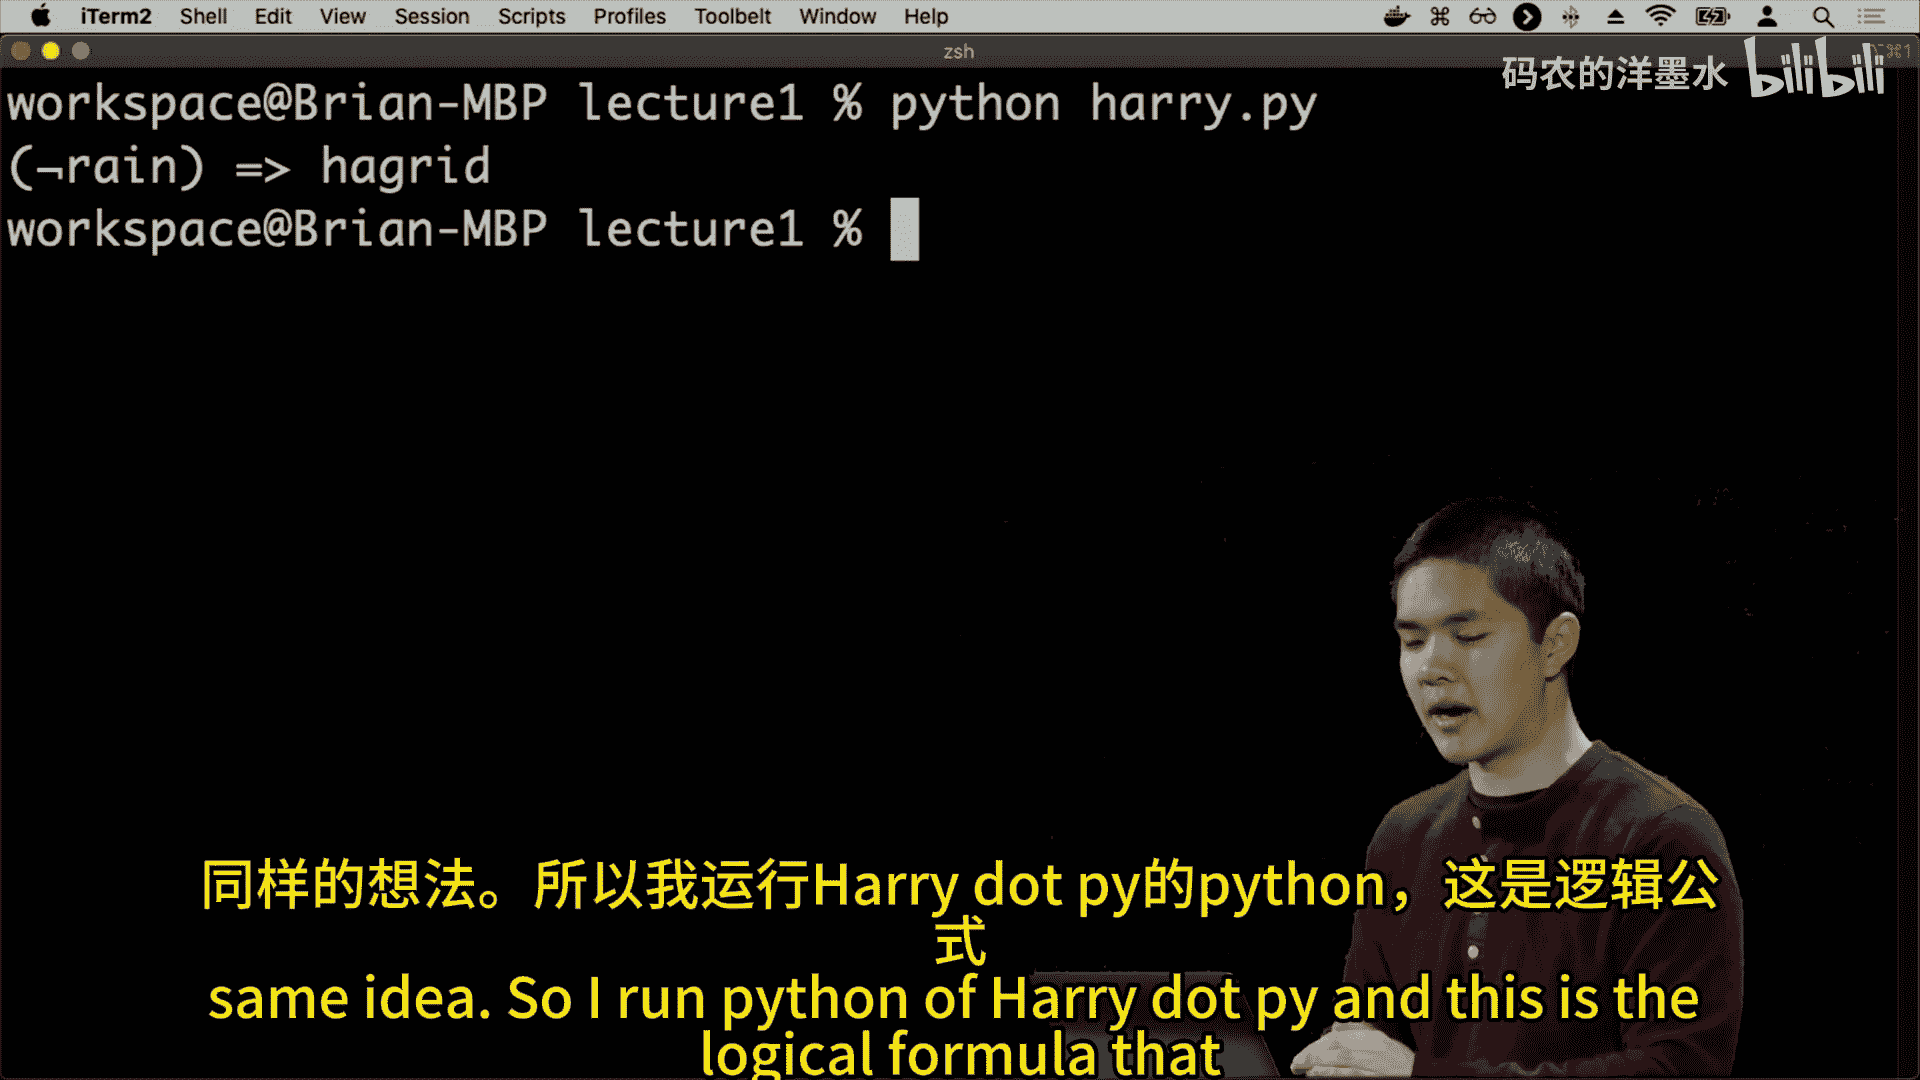 iTerm2 Shell Edit View Session Scripts Profiles Toolbelt Window Help
zsh
⌘1
码农的洋墨水 bilibili
workspace@Brian-MBP lecture1 % python harry.py
(¬rain) => hagrid
workspace@Brian-MBP lecture1 %
同样的想法。所以我运行Harry dot py的python，这是逻辑公
式
same idea. So I run python of Harry dot py and this is the
logical formula that